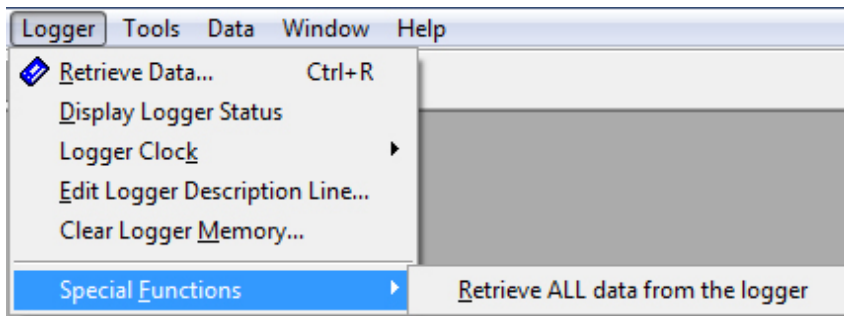 Logger Tools Data Window Help
Retrieve Data... Ctrl+R
Display Logger Status
Logger Clock
Edit Logger Description Line...
Clear Logger Memory...
Special Functions Retrieve ALL data from the logger